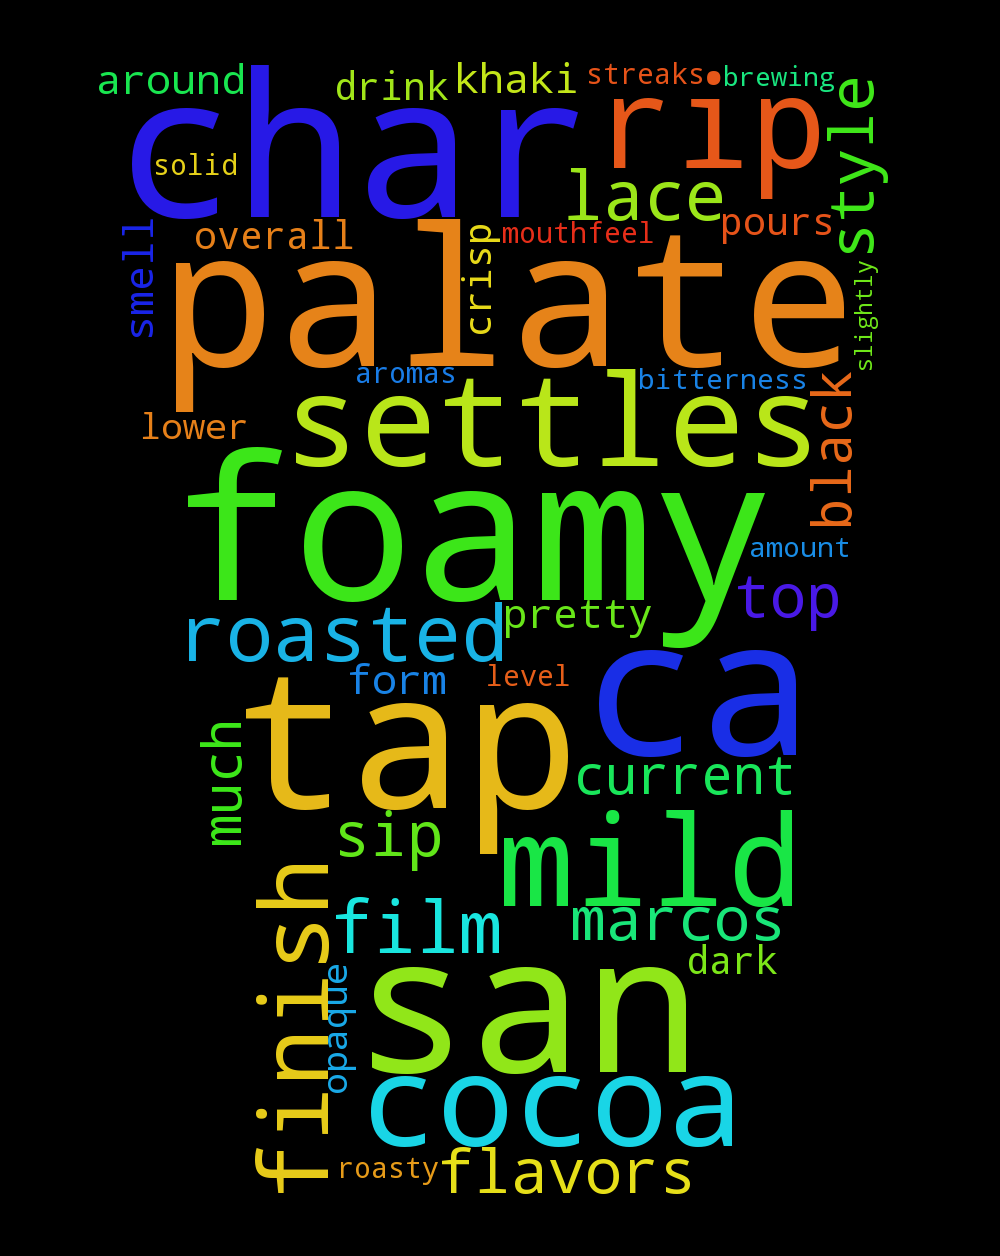 around
drink
khaki
streaks
brewing
char
rip
style
solid
lace
smell
overall
crisp
mouthfeel
pours
palate
slightly
aromas
bitterness
lower
settles
black
foamy
amount
top
roasted
pretty
ca
form
level
tap
much
current
sip
mild
finish
film
marcos
dark
opaque
san
cocoa
roasty
flavors